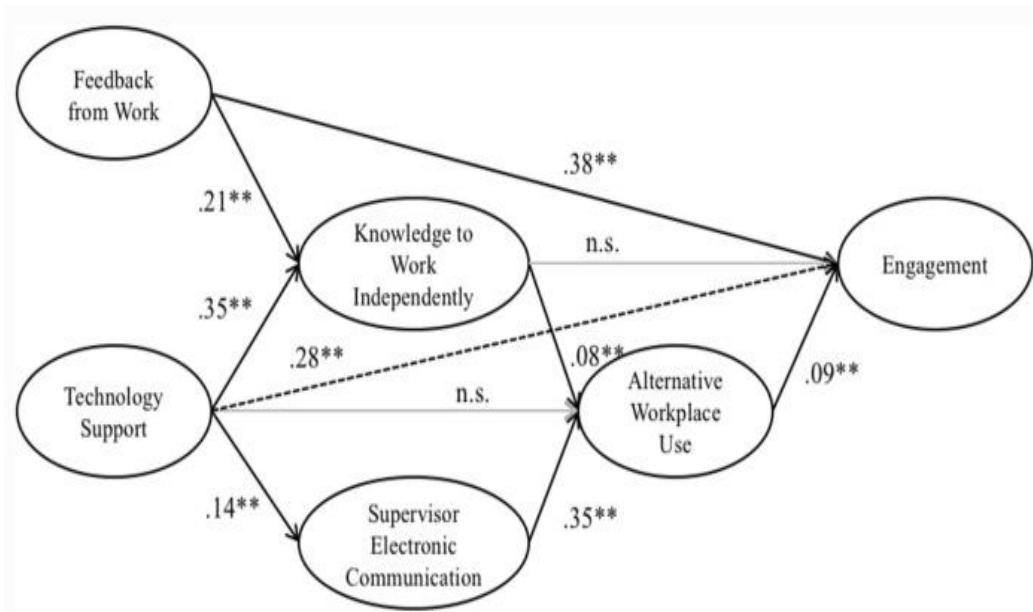 Feedback
from Work
.38**
.21**
Knowledge to
Work
Independently
n.s.
Engagement
.35**
.28**
.08**
Technology
Support
n.s.
Alternative
Workplace
Use
.09**
.14**
Supervisor
Electronic
Communication
.35**